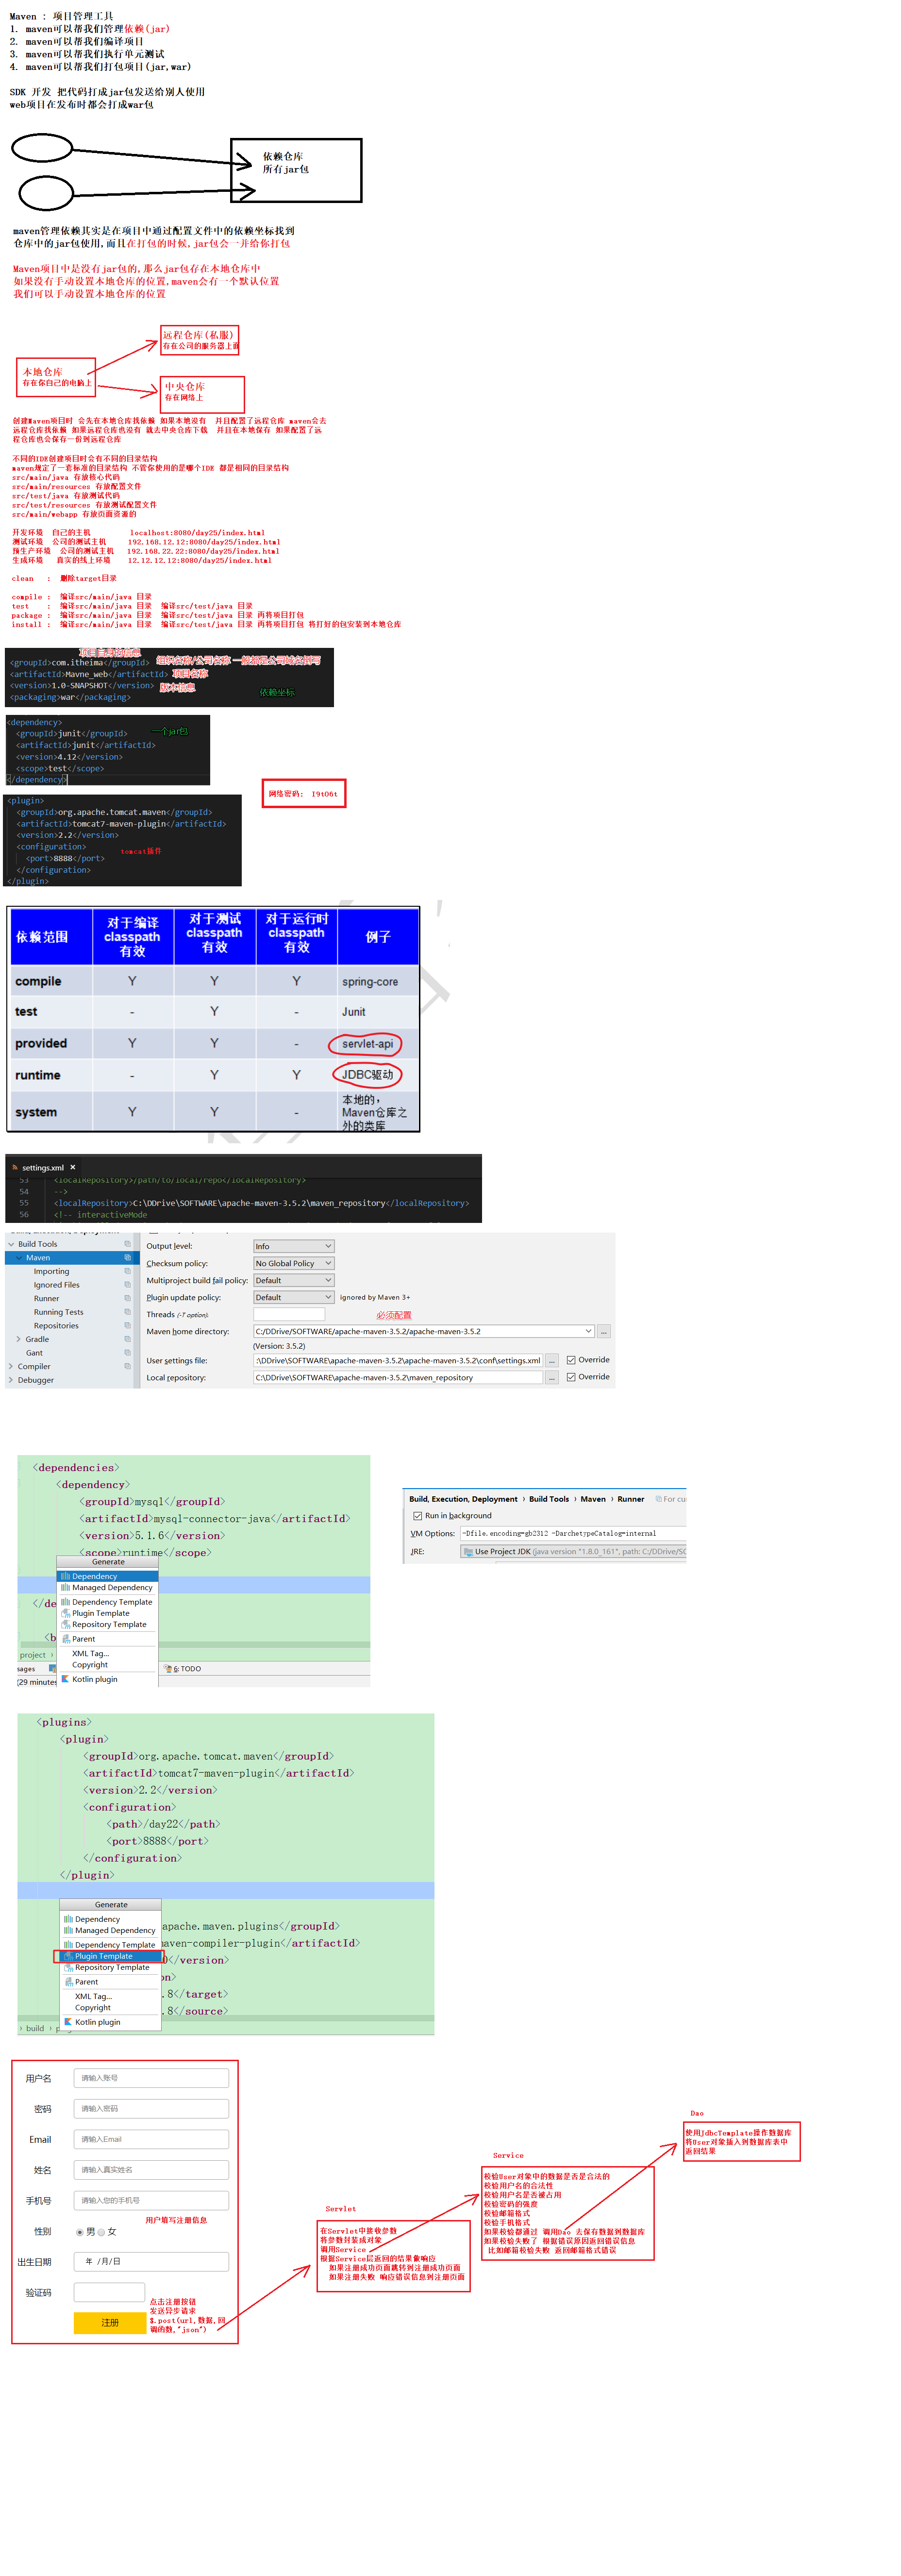 Maven : 项目管理工具
1. maven可以帮我们管理依赖(jar)
2. maven可以帮我们编译项目
3. maven可以帮我们执行单元测试
4. maven可以帮我们打包项目(jar,war)
SDK 开发 把代码打成jar包发送给别人使用
web项目在发布时都会打成war包
依赖仓库
所有jar包
maven管理依赖其实是在项目中通过配置文件中的依赖坐标找到
仓库中的jar包使用,而且在打包的时候,jar包会一并给你打包
Maven项目中是没有jar包的,那么jar包存在本地仓库中
如果没有手动设置本地仓库的位置,maven会有一个默认位置
我们可以手动设置本地仓库的位置
远程仓库(私服)
存在公司的服务器上面
本地仓库
存在你自己的电脑上
中央仓库
存在网络上
创建Maven项目时 会先在本地仓库找依赖 如果本地没有 并且配置了远程仓库 maven会去
远程仓库找依赖 如果远程仓库也没有 就去中央仓库下载 并且在本地保存 如果配置了远
程仓库也会保存一份到远程仓库
不同的IDE创建项目时会有不同的目录结构
maven规定了一套标准的目录结构 不管你使用的是哪个IDE 都是相同的目录结构
src/main/java 存放核心代码
src/main/resources 存放配置文件
src/test/java 存放测试代码
src/test/resources 存放测试配置文件
src/main/webapp 存放页面资源的
开发环境 自己的主机 localhost:8080/day25/index.html
测试环境 公司的测试主机 192.168.12.12:8080/day25/index.html
预生产环境 公司的测试主机 192.168.22.22:8080/day25/index.html
生成环境 真实的线上环境 12.12.12.12:8080/day25/index.html
clean : 删除target目录
compile : 编译src/main/java 目录
test : 编译src/main/java 目录 编译src/test/java 目录
package : 编译src/main/java 目录 编译src/test/java 目录 再将项目打包
install : 编译src/main/java 目录 编译src/test/java 目录 再将项目打包 将打好的包安装到本地仓库
项目自身的信息
<groupId>com.itheima</groupId> 组织名称/公司名称 一般都是公司域名倒写
<artifactId>Mavne_web</artifactId> 项目名称
<version>1.0-SNAPSHOT</version> 版本信息
<packaging>war</packaging> 依赖坐标
<dependency>
<groupId>junit</groupId> 一个jar包
<artifactId>junit</artifactId>
<version>4.12</version>
<scope>test</scope>
</dependency>
网络密码:
<plugin>
<groupId>org.apache.tomcat.maven</groupId>
<artifactId>tomcat7-maven-plugin</artifactId>
<version>2.2</version>
<configuration>
<port>8888</port> tomcat插件
</configuration>
</plugin>
依赖范围 对于编译classpath有效 对于测试classpath有效 对于运行时classpath有效 例子
compile Y Y Y spring-core
test - Y - Junit
provided Y Y - servlet-api
runtime - Y Y JDBC驱动
system Y Y - 本地的，
Maven仓库之
外的类库
settings.xml ×
53 <localRepository>/path/to/local/repo</localRepository>
54 -->
55 <localRepository>C:\DDrive\SOFTWARE\apache-maven-3.5.2\maven_repository</localRepository>
56 <!-- interactiveMode
Build Tools
Maven
Importing
Ignored Files
Runner
Running Tests
Repositories
Gradle
Gant
Compiler
Debugger
Output level: Info
Checksum policy: No Global Policy
Multiproject build fail policy: Default
Plugin update policy: Default ignored by Maven 3+
Threads (-T option): 必须配置
Maven home directory: C:/DDrive/SOFTWARE/apache-maven-3.5.2/apache-maven-3.5.2 ...
(Version: 3.5.2)
User settings file: :\DDrive\SOFTWARE\apache-maven-3.5.2\apache-maven-3.5.2\conf\settings.xml ... Override
Local repository: C:\DDrive\SOFTWARE\apache-maven-3.5.2\maven_repository ... Override
<dependencies>
<dependency>
<groupId>mysql</groupId>
<artifactId>mysql-connector-java</artifactId>
<version>5.1.6</version>
<scope>runtime</scope>
Generate
Dependency
Managed Dependency
Dependency Template
Plugin Template
Repository Template
Parent
XML Tag...
Copyright
Kotlin plugin
</de
<b
project
sages
6: TODO
(29 minutes
Build, Execution, Deployment › Build Tools › Maven › Runner For cu
Run in background
VM Options: -Dfile.encoding=gb2312 -DarchetypeCatalog=internal
JRE: Use Project JDK (java version "1.8.0_161", path: C:/DDrive/SO
<plugins>
<plugin>
<groupId>org.apache.tomcat.maven</groupId>
<artifactId>tomcat7-maven-plugin</artifactId>
<version>2.2</version>
<configuration>
<path>/day22</path>
<port>8888</port>
</configuration>
</plugin>
Generate
Dependency
Managed Dependency
Dependency Template
Plugin Template
Repository Template
Parent
XML Tag...
Copyright
Kotlin plugin
apache.maven.plugins</groupId>
aven-compiler-plugin</artifactId>
)</version>
on>
.8</target>
.8</source>
› build ›
用户名 请输入账号
密码 请输入密码
Email 请输入Email
姓名 请输入真实姓名
手机号 请输入您的手机号
用户填写注册信息
性别 男 女
出生日期 年 /月/日
验证码
点击注册按钮
发送异步请求
$.post(url,数据,回
调函数,"json")
注册
Servlet
在Servlet中接收参数
将参数封装成对象
调用Service
根据Service层返回的结果做响应
如果注册成功页面跳转到注册成功页面
如果注册失败 响应错误信息到注册页面
Service
校验User对象中的数据是否是合法的
校验用户名的合法性
校验用户名是否被占用
校验密码的强度
校验邮箱格式
校验手机格式
如果校验都通过 调用Dao 去保存数据到数据库
如果校验失败了 根据错误原因返回错误信息
比如邮箱校验失败 返回邮箱格式错误
Dao
使用JdbcTemplate操作数据库
将User对象插入到数据库表中
返回结果